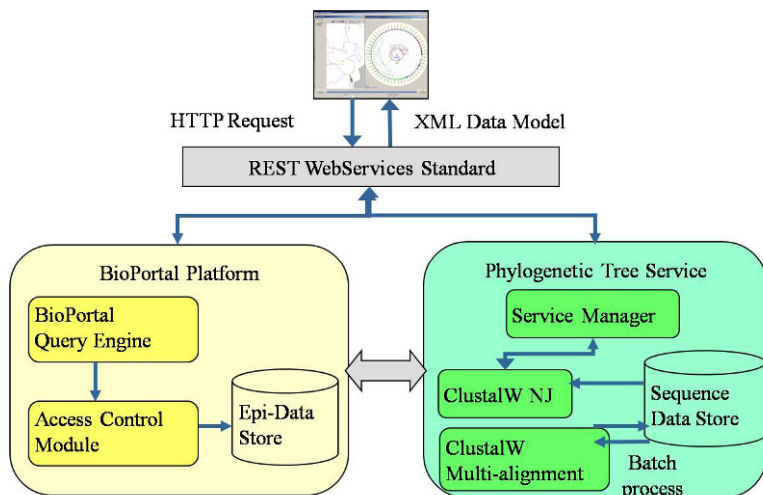 HTTP Request
XML Data Model
REST WebServices Standard
BioPortal Platform
BioPortal
Query Engine
Access Control
Module
Epi-Data
Store
Phylogenetic Tree Service
Service Manager
ClustalW NJ
Sequence
Data Store
ClustalW
Multi-alignment
Batch
process